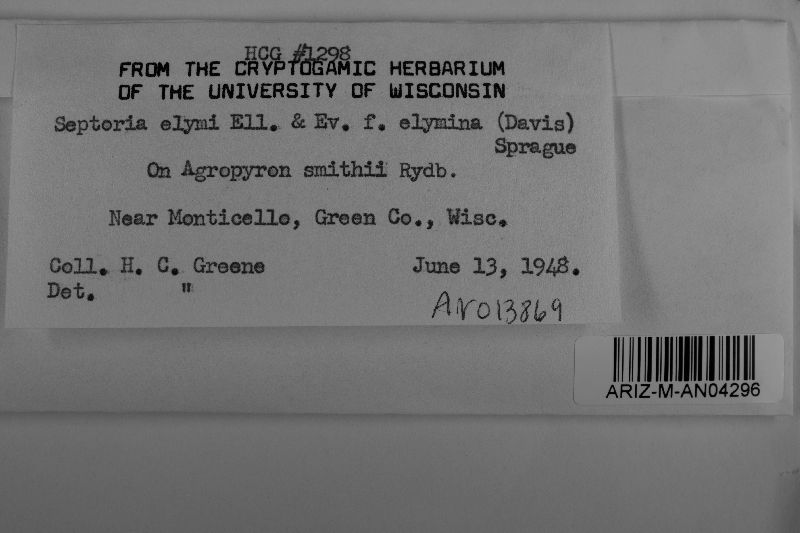 HCG #1298
FROM THE CRYPTOGAMIC HERBARIUM
OF THE UNIVERSITY OF WISCONSIN
Septoria elymi Ell. & Ev. f. elymina (Davis)
Sprague
On Agropyron smithii Rydb.
Near Monticello, Green Co., Wisc.
Coll. H. C. Greene June 13, 1948.
Det. "
AN013869
ARIZ-M-AN04296